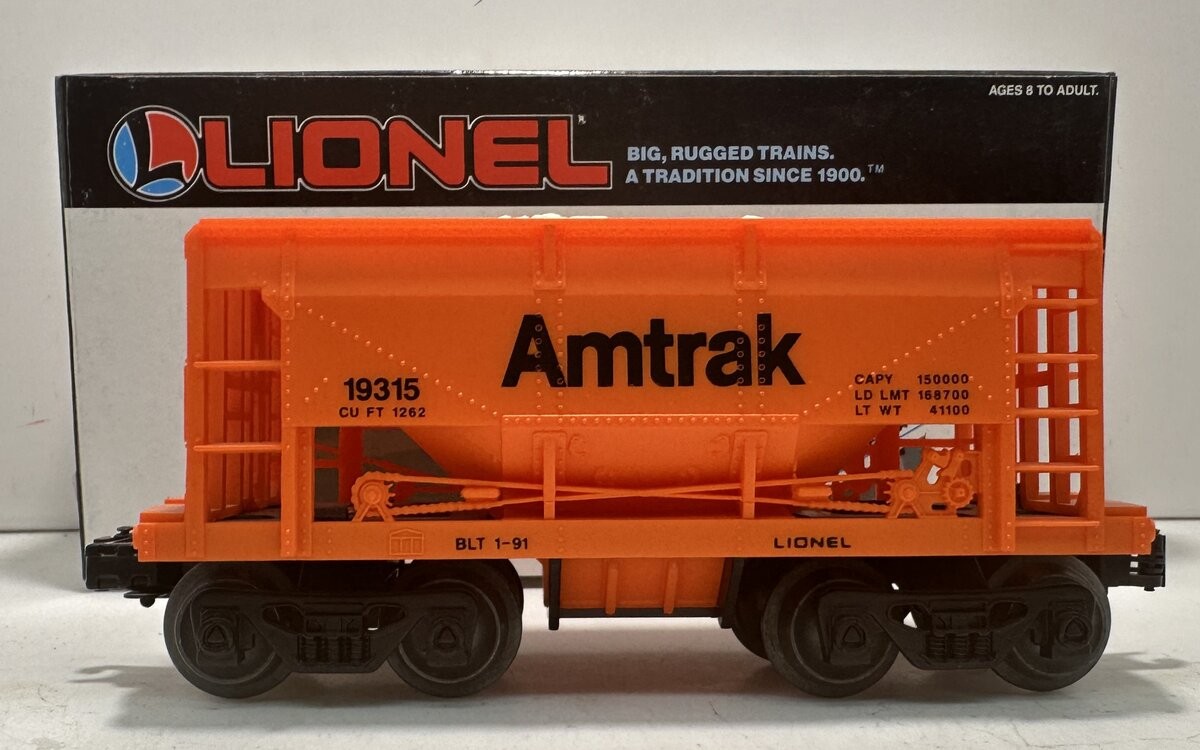 AGES 8 TO ADULT.
LIONEL
BIG, RUGGED TRAINS.
A TRADITION SINCE 1900.™
Amtrak
19315
CU FT 1262
CAPY 150000
LD LMT 168700
LT WT 41100
BLT 1-91
LIONEL